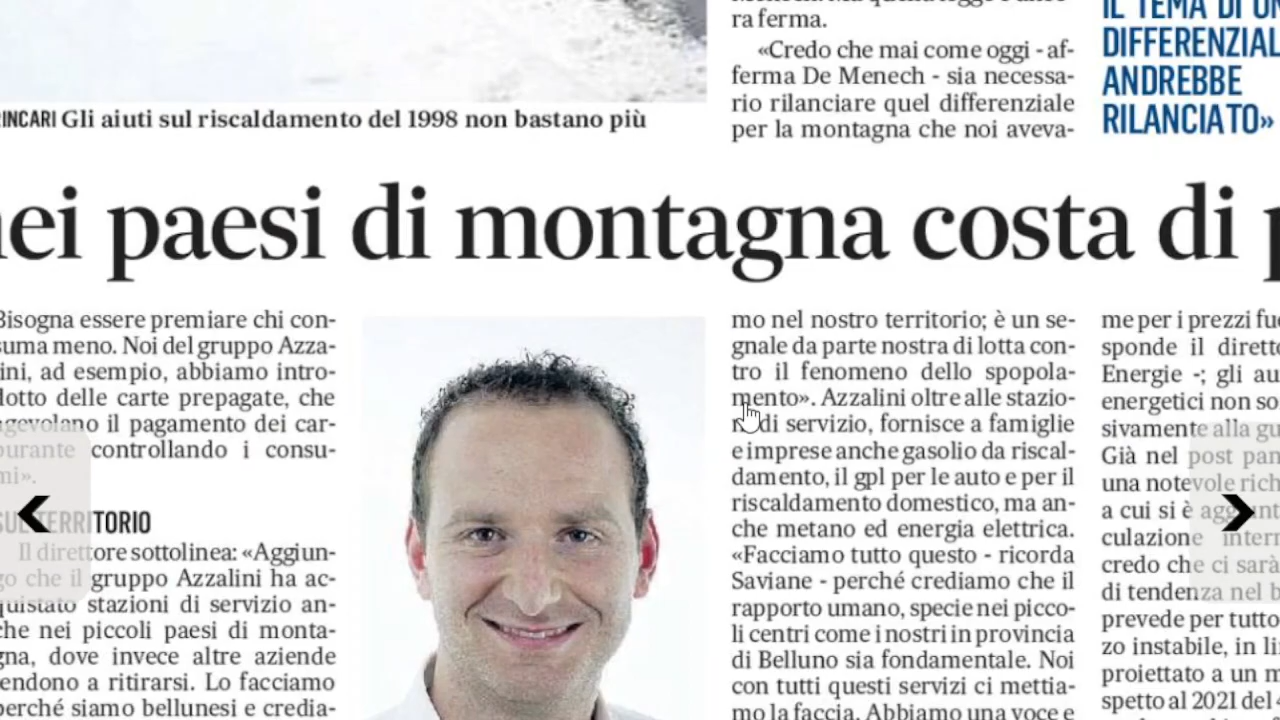 ra ferma.
«Credo che mai come oggi - af-
ferma De Menech - sia necessa-
rio rilanciare quel differenziale
per la montagna che noi aveva-
IL TEMA DI UN
DIFFERENZIAL
ANDREBBE
RILANCIATO»
RINCARI Gli aiuti sul riscaldamento del 1998 non bastano più
nei paesi di montagna costa di p
Bisogna essere premiare chi con-
suma meno. Noi del gruppo Azza-
lini, ad esempio, abbiamo intro-
dotto delle carte prepagate, che
agevolano il pagamento dei car-
burante controllando i consu-
mi».
SUL TERRITORIO
Il direttore sottolinea: «Aggiun-
go che il gruppo Azzalini ha ac-
quistato stazioni di servizio an-
che nei piccoli paesi di monta-
gna, dove invece altre aziende
tendono a ritirarsi. Lo facciamo
perché siamo bellunesi e credia-
mo nel nostro territorio; è un se-
gnale da parte nostra di lotta con-
tro il fenomeno dello spopola-
mento». Azzalini oltre alle stazio-
ni di servizio, fornisce a famiglie
e imprese anche gasolio da riscal-
damento, il gpl per le auto e per il
riscaldamento domestico, ma an-
che metano ed energia elettrica.
«Facciamo tutto questo - ricorda
Saviane - perché crediamo che il
rapporto umano, specie nei picco-
li centri come i nostri in provincia
di Belluno sia fondamentale. Noi
con tutti questi servizi ci mettia-
mo la faccia. Abbiamo una voce e
me per i prezzi fu
sponde il dirett
Energie -; gli au
energetici non so
sivamente alla gu
Già nel post pan
una notevole rich
a cui si è aggiunt
culazione intern
credo che ci sarà
di tendenza nel b
prevede per tutto
zo instabile, in li
proiettato a un m
spetto al 2021 del